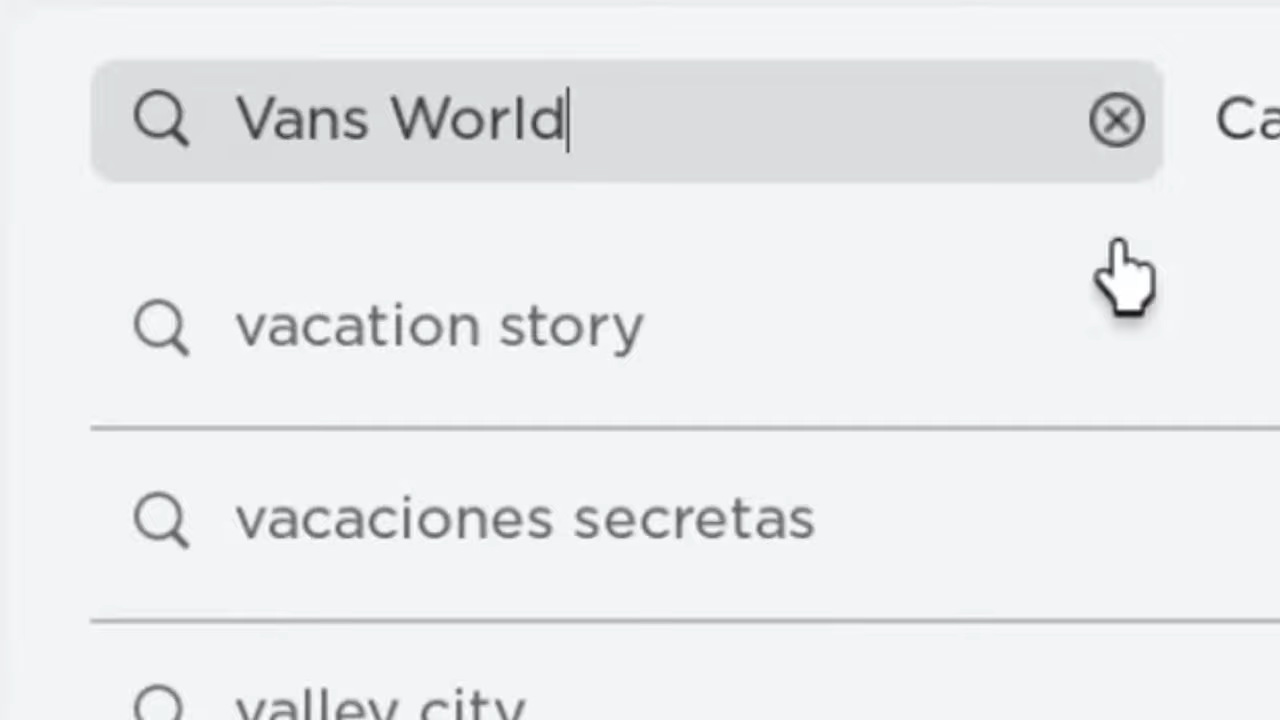 Vans World
vacation story
vacaciones secretas
valley city